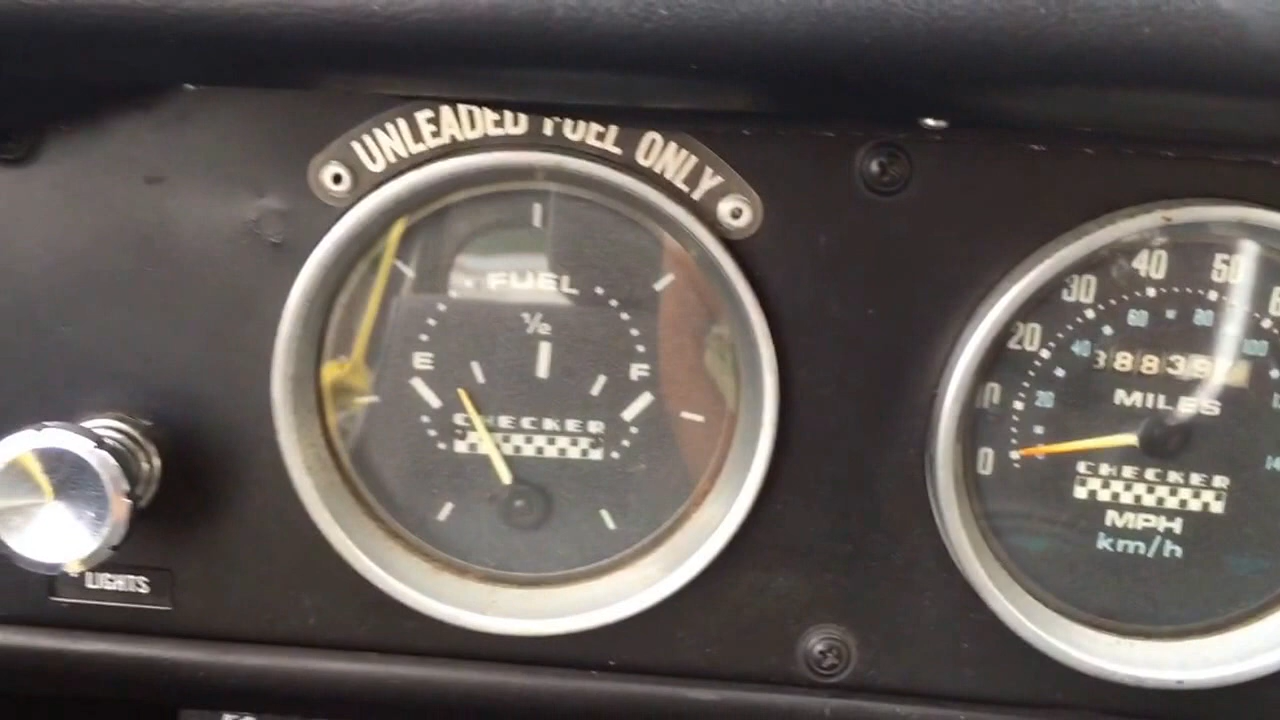 UNLEADED FUEL ONLY
FUEL
1/2
E
F
CHECKER
LIGHTS
20
30
40
50
0
20
40
60
80
100
MILES
CHECKER
MPH
km/h